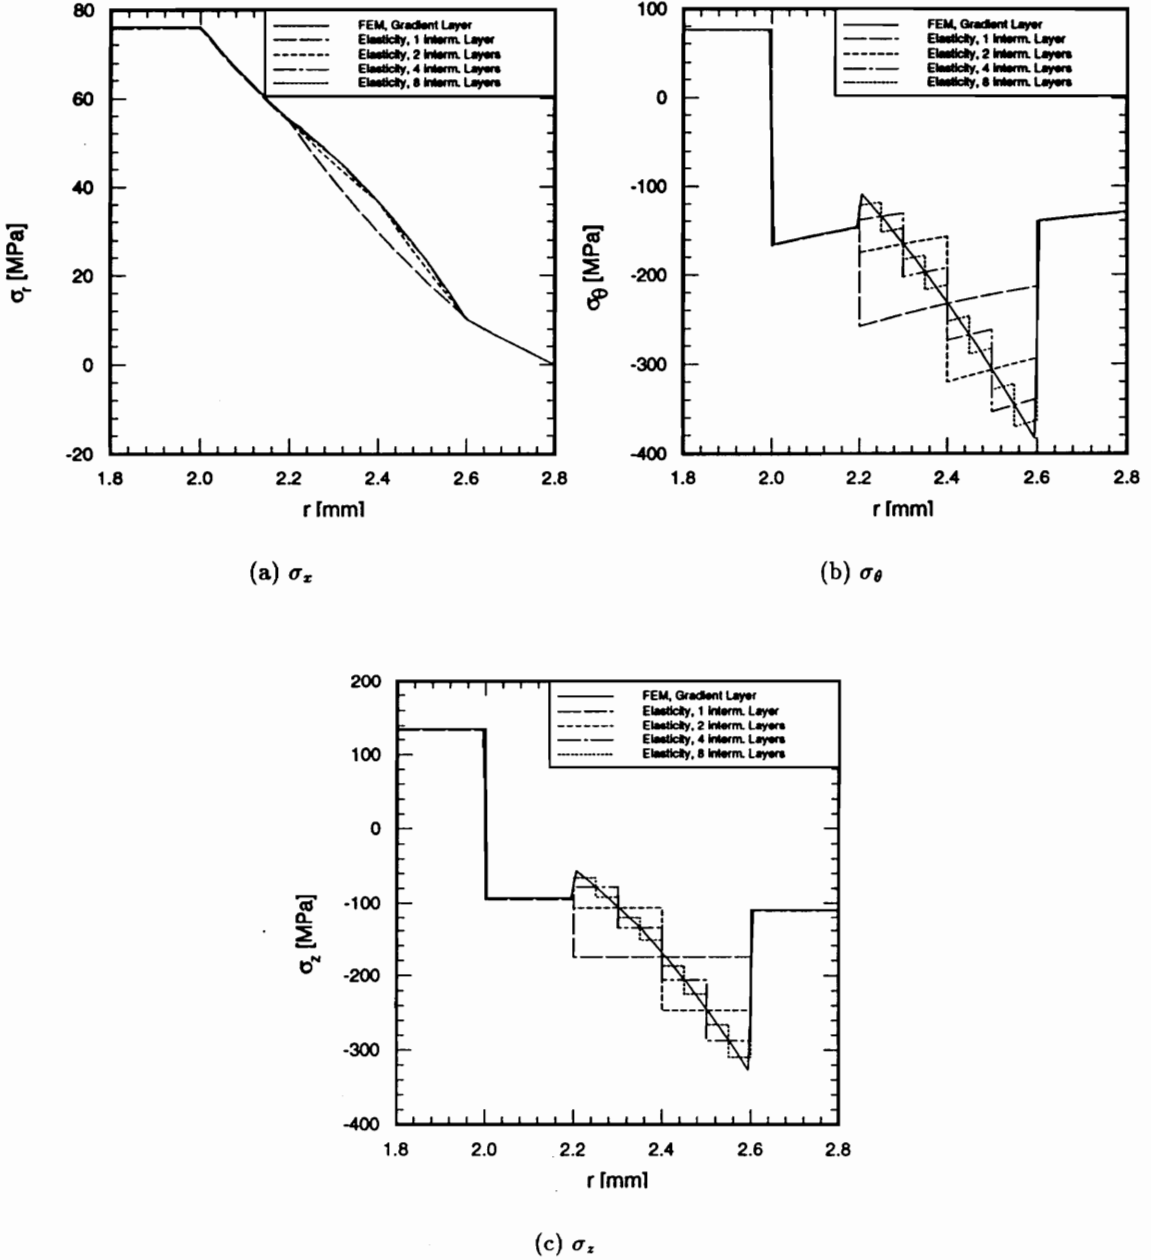 80
60
40
20
0
-20
1.8 2.0 2.2 2.4 2.6 2.8
σr [MPa]
r [mm]
FEM, Gradient Layer
Elasticity, 1 Interm. Layer
Elasticity, 2 Interm. Layers
Elasticity, 4 Interm. Layers
Elasticity, 8 Interm. Layers
(a) σx
100
0
-100
-200
-300
-400
1.8 2.0 2.2 2.4 2.6 2.8
σθ [MPa]
r [mm]
FEM, Gradient Layer
Elasticity, 1 Interm. Layer
Elasticity, 2 Interm. Layers
Elasticity, 4 Interm. Layers
Elasticity, 8 Interm. Layers
(b) σθ
200
100
0
-100
-200
-300
-400
1.8 2.0 2.2 2.4 2.6 2.8
σz [MPa]
r [mm]
FEM, Gradient Layer
Elasticity, 1 Interm. Layer
Elasticity, 2 Interm. Layers
Elasticity, 4 Interm. Layers
Elasticity, 8 Interm. Layers
(c) σz